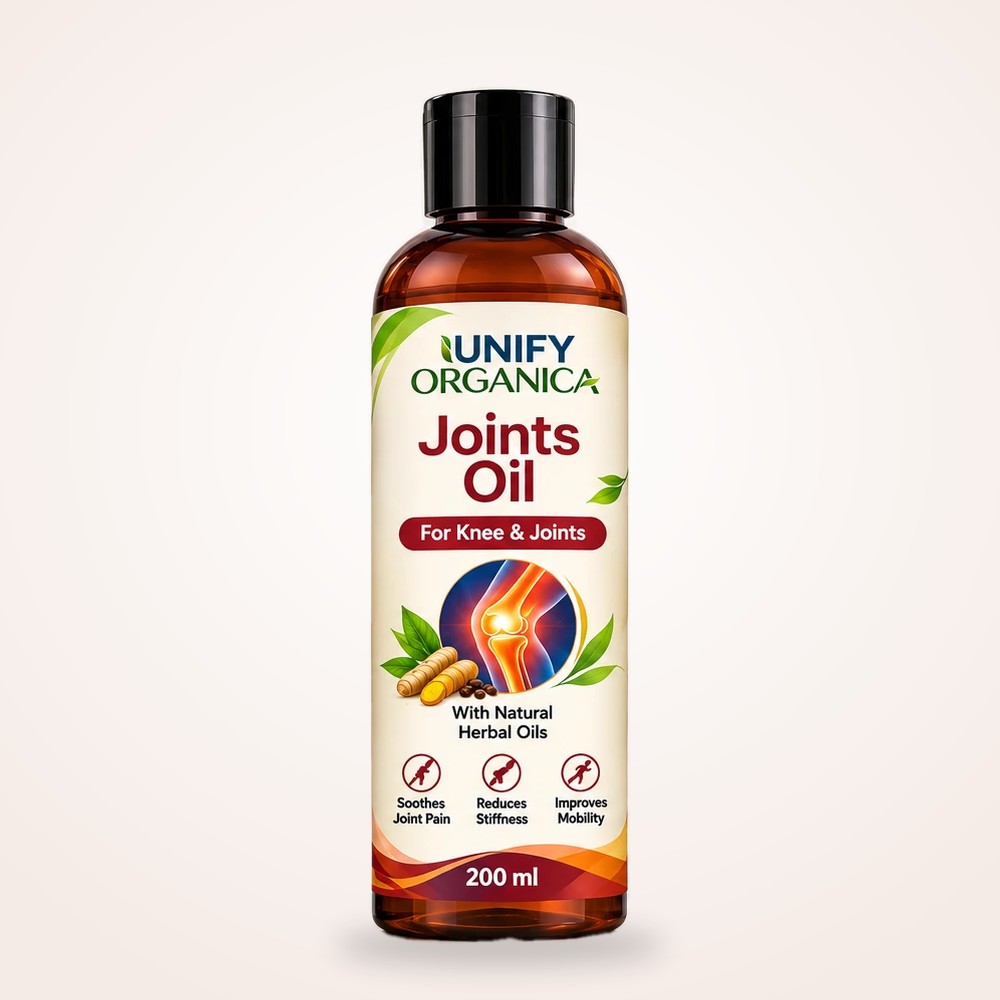 UNIFY
ORGANICA
Joints
Oil
For Knee & Joints
With Natural
Herbal Oils
Soothes
Joint Pain
Reduces
Stiffness
Improves
Mobility
200 ml